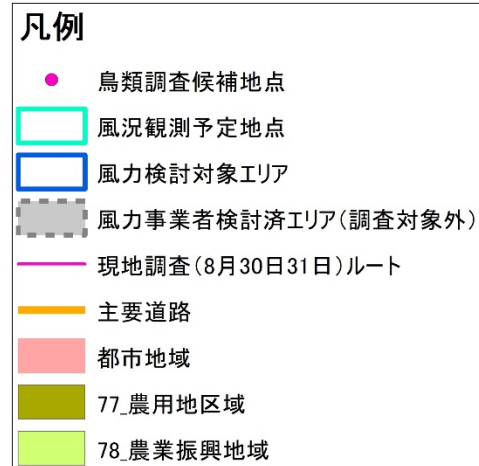 凡例
鳥類調査候補地点
風況観測予定地点
風力検討対象エリア
風力事業者検討済エリア(調査対象外)
現地調査(8月30日31日)ルート
主要道路
都市地域
77_農用地区域
78_農業振興地域